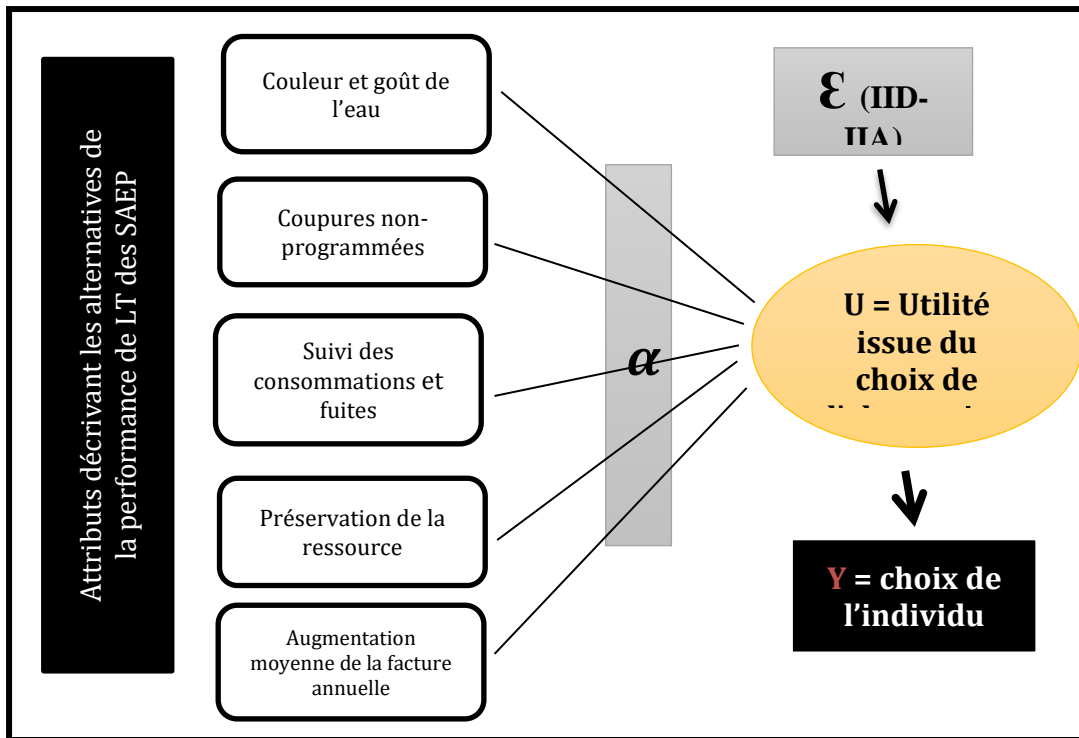 Attributs décrivant les alternatives de
la performance de LT des SAEP
Couleur et goût de
l’eau
Coupures non-
programmées
Suivi des
consommations et
fuites
Préservation de la
ressource
Augmentation
moyenne de la facture
annuelle
α
ε (IID-
IIA)
U = Utilité
issue du
choix de
Y = choix de
l’individu